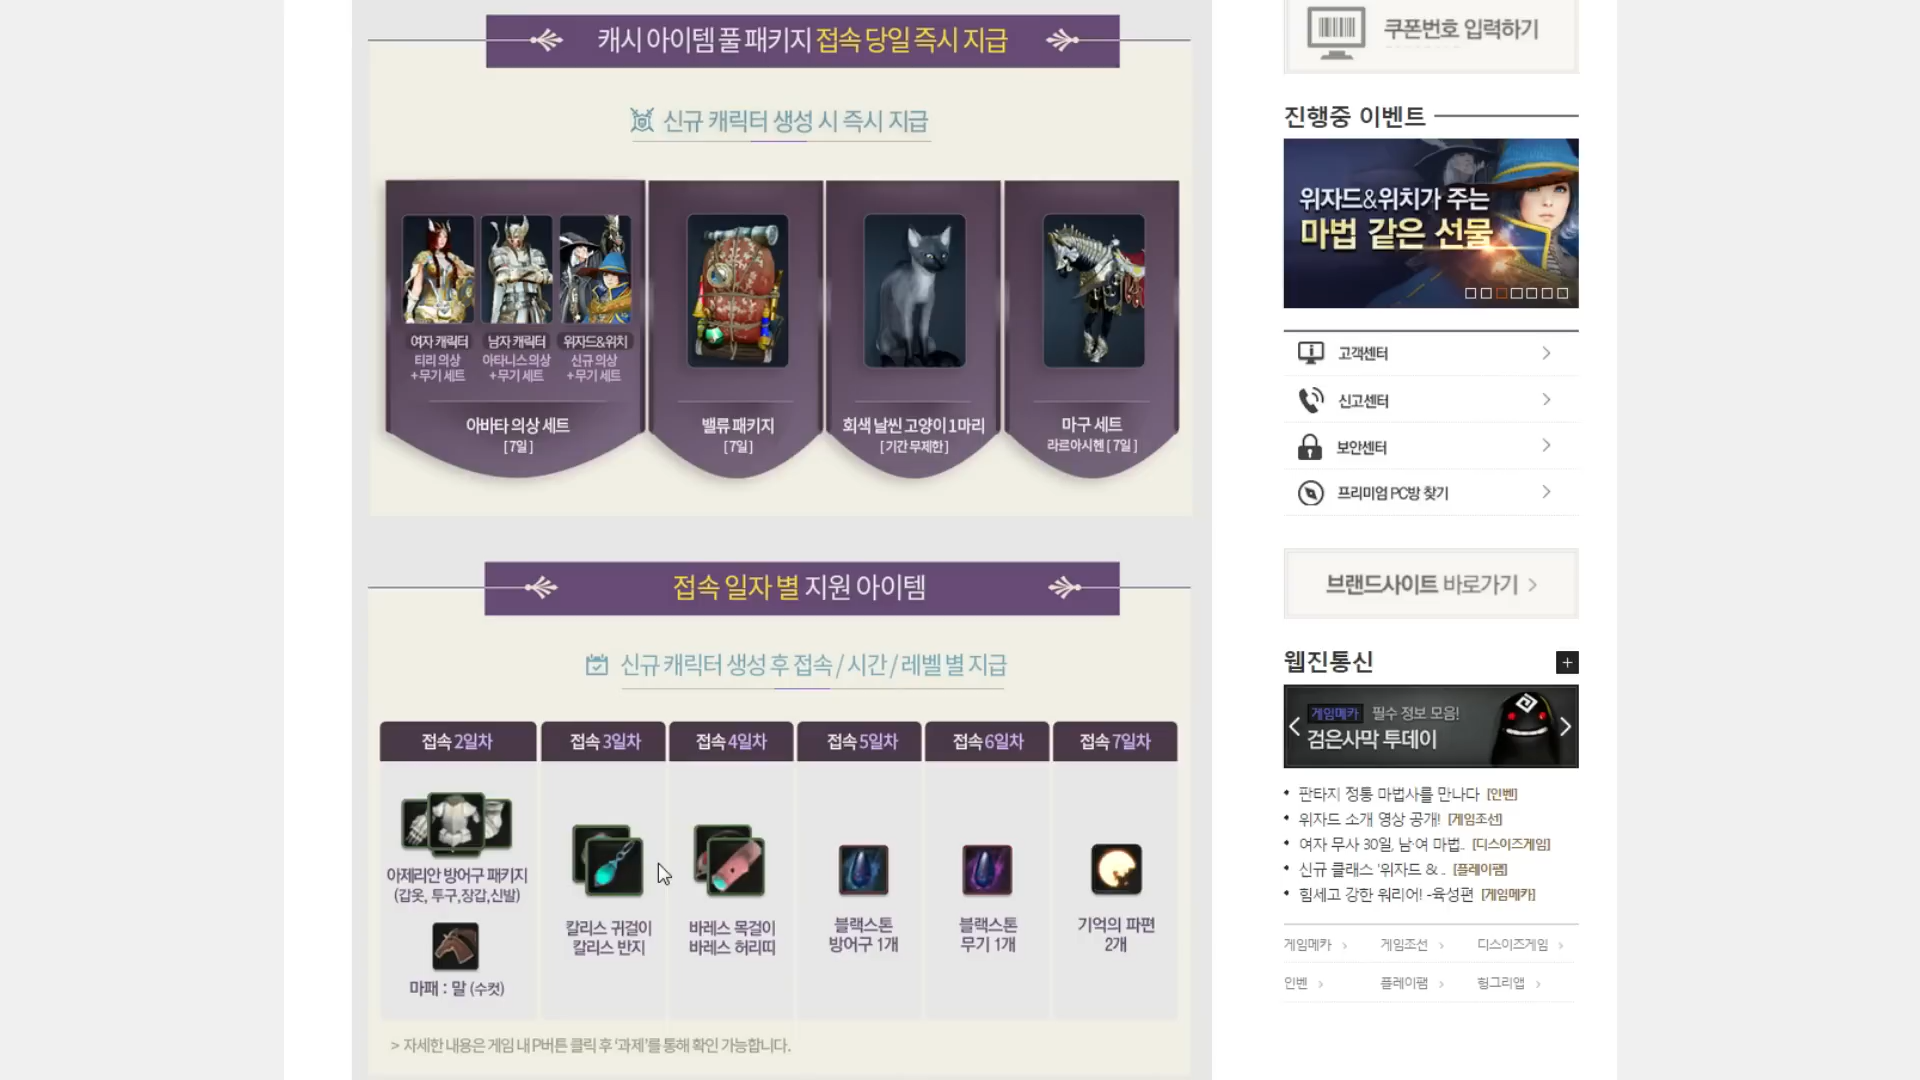 캐시 아이템 풀 패키지 접속 당일 즉시 지급
신규 캐릭터 생성 시 즉시 지급
여자 캐릭터
티리 의상
+무기 세트
남자 캐릭터
아타니스 의상
+무기 세트
위자드&위치
신규 의상
+무기 세트
아바타 의상 세트
[7일]
밸류 패키지
[7일]
회색 날씬 고양이 1마리
[기간 무제한]
마구 세트
라르아시헨 [7일]
접속 일자 별 지원 아이템
신규 캐릭터 생성 후 접속 / 시간 / 레벨 별 지급
접속 2일차
아제리안 방어구 패키지
(갑옷, 투구,장갑,신발)
마패 : 말 (수컷)
접속 3일차
칼리스 귀걸이
칼리스 반지
접속 4일차
바레스 목걸이
바레스 허리띠
접속 5일차
블랙스톤
방어구 1개
접속 6일차
블랙스톤
무기 1개
접속 7일차
기억의 파편
2개
> 자세한 내용은 게임 내 P버튼 클릭 후 '과제'를 통해 확인 가능합니다.
쿠폰번호 입력하기
진행중 이벤트
위자드&위치가 주는
마법 같은 선물
고객센터
신고센터
보안센터
프리미엄 PC방 찾기
브랜드사이트 바로가기 >
웹진통신 +
게임메카 필수 정보 모음!
검은사막 투데이
판타지 정통 마법사를 만나다 [인벤]
위자드 소개 영상 공개! [게임조선]
여자 무사 30일, 남·여 마법.. [디스이즈게임]
신규 클래스 '위자드 & .. [플레이팸]
힘세고 강한 워리어! -육성편 [게임메카]
게임메카 > 게임조선 > 디스이즈게임 >
인벤 > 플레이팸 > 헝그리앱 >